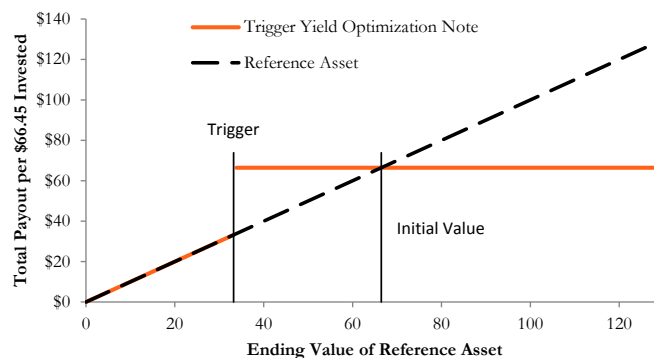 $140
$120
$100
$80
$60
$40
$20
$0
Total Payout per $66.45 Invested
Trigger Yield Optimization Note
Reference Asset
Trigger
Initial Value
0 20 40 60 80 100 120
Ending Value of Reference Asset